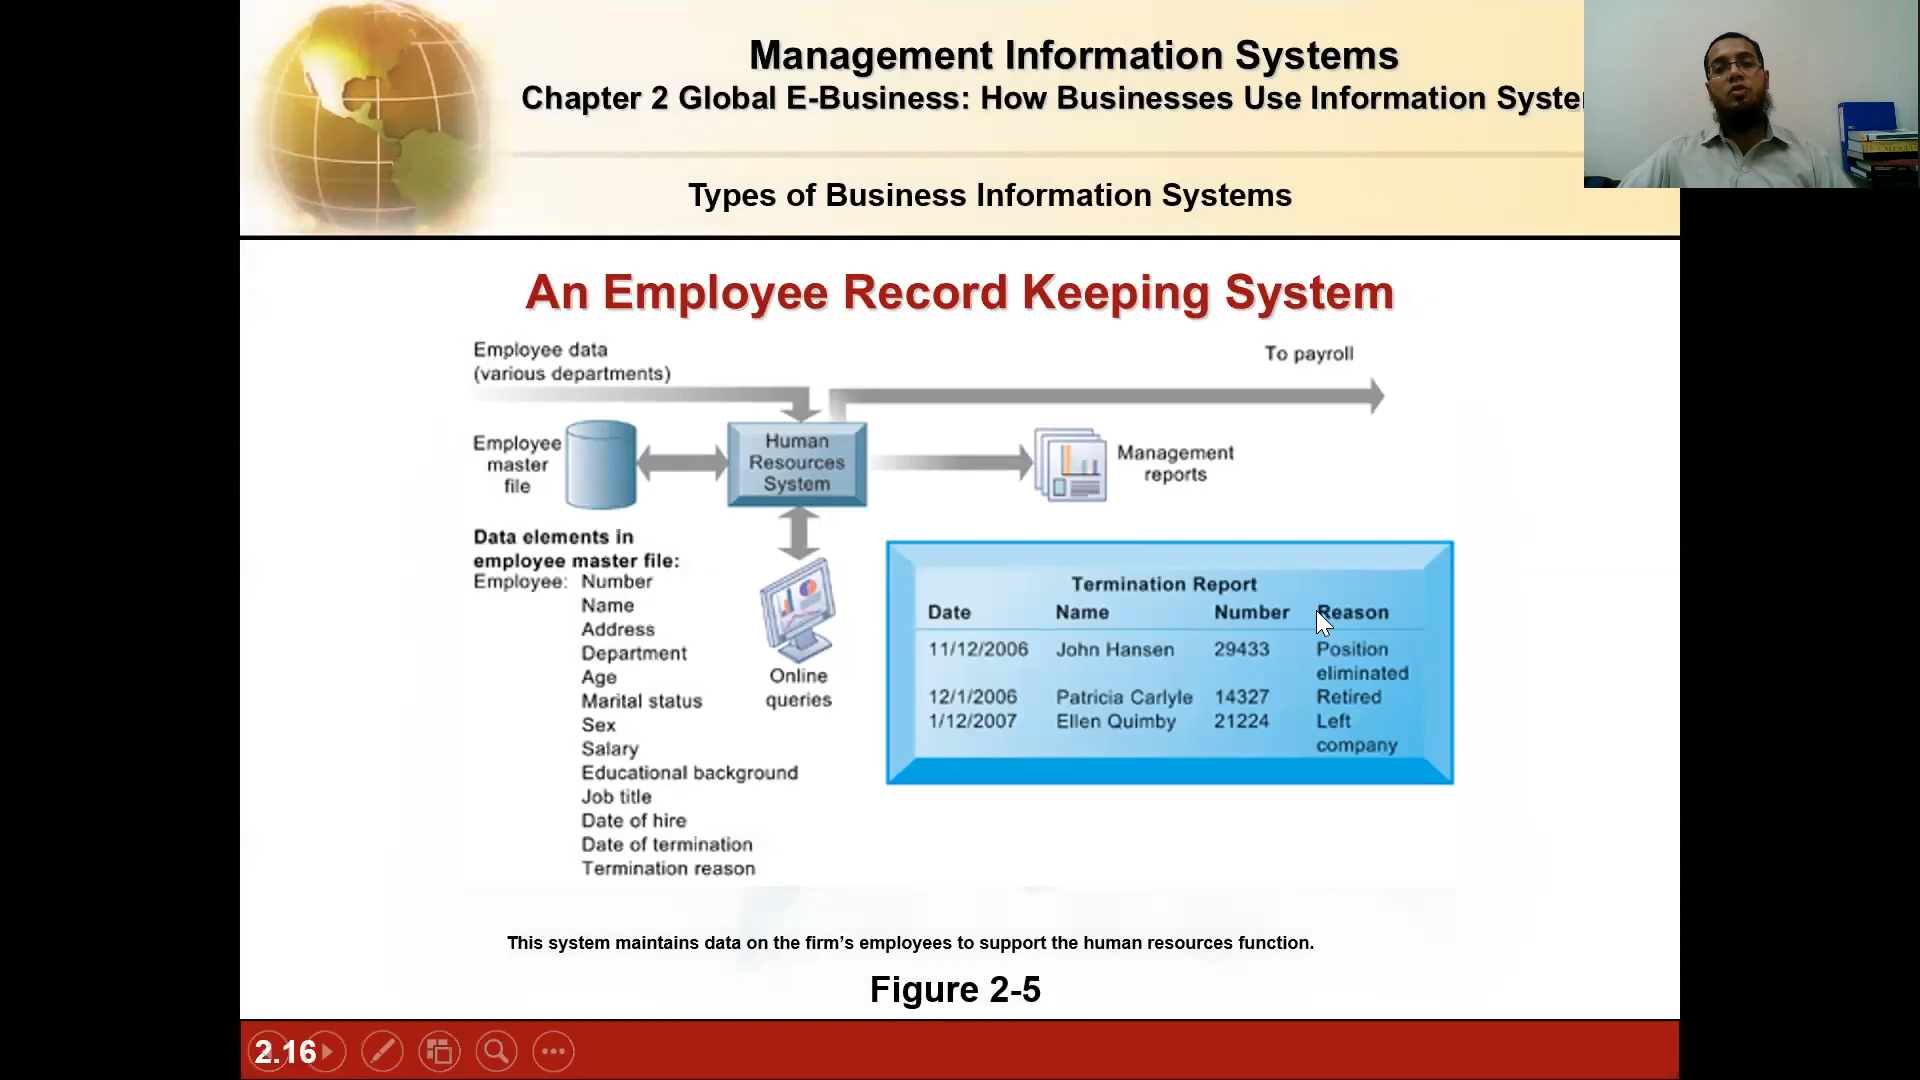 Management Information Systems
Chapter 2 Global E-Business: How Businesses Use Information
Types of Business Information Systems
An Employee Record Keeping System
Employee data
(various departments)
To payroll
Employee
master
file
Human
Resources
System
Management
reports
Data elements in
employee master file:
Employee: Number
Name
Address
Department
Age
Marital status
Sex
Salary
Educational background
Job title
Date of hire
Date of termination
Termination reason
Online
queries
Termination Report
Date Name Number Reason
11/12/2006 John Hansen 29433 Position
eliminated
12/1/2006 Patricia Carlyle 14327 Retired
1/12/2007 Ellen Quimby 21224 Left
company
This system maintains data on the firm’s employees to support the human resources function.
Figure 2-5
2.16